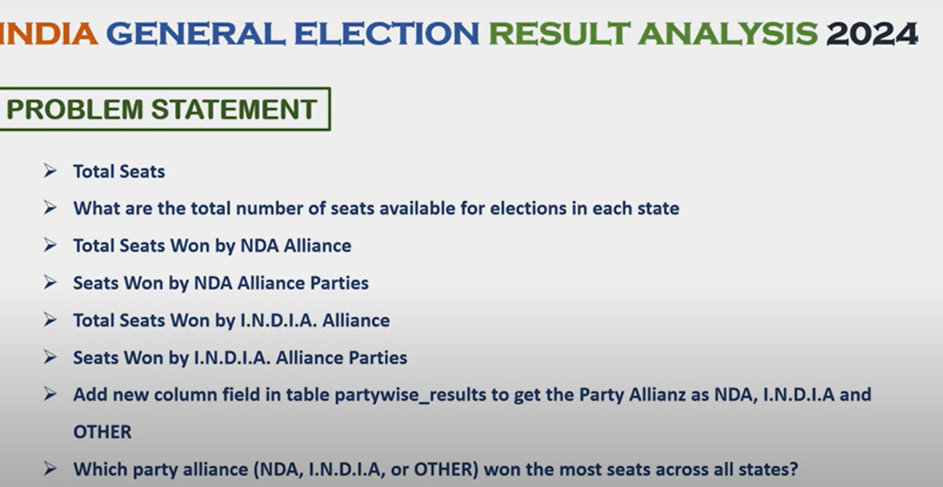 INDIA GENERAL ELECTION RESULT ANALYSIS 2024
PROBLEM STATEMENT
➢ Total Seats
➢ What are the total number of seats available for elections in each state
➢ Total Seats Won by NDA Alliance
➢ Seats Won by NDA Alliance Parties
➢ Total Seats Won by I.N.D.I.A. Alliance
➢ Seats Won by I.N.D.I.A. Alliance Parties
➢ Add new column field in table partywise_results to get the Party Allianz as NDA, I.N.D.I.A and
OTHER
➢ Which party alliance (NDA, I.N.D.I.A, or OTHER) won the most seats across all states?